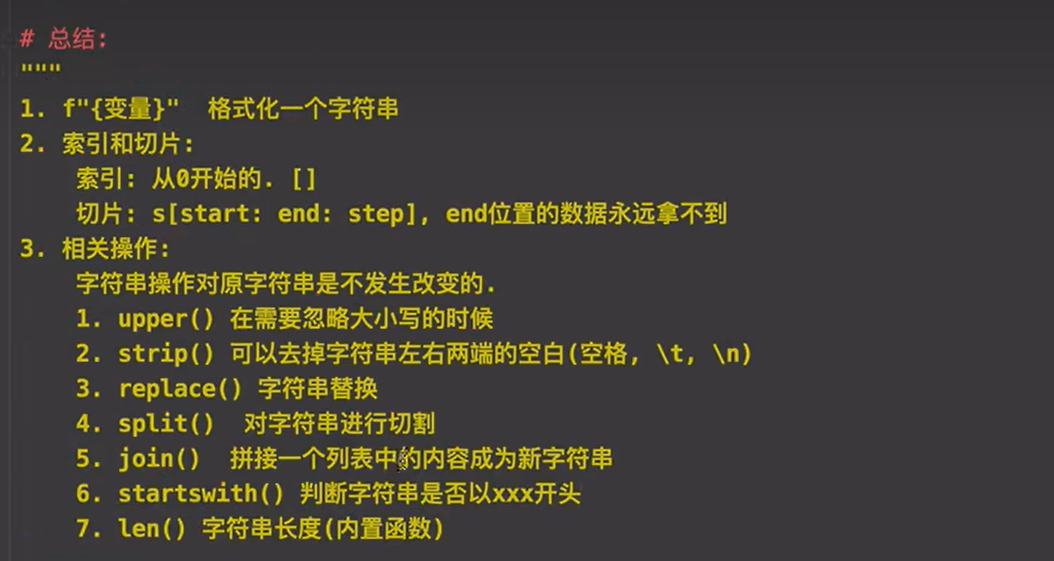 # 总结:
"""
1. f"{变量}"  格式化一个字符串
2. 索引和切片:
    索引: 从0开始的. []
    切片: s[start: end: step], end位置的数据永远拿不到
3. 相关操作:
    字符串操作对原字符串是不发生改变的.
    1. upper() 在需要忽略大小写的时候
    2. strip() 可以去掉字符串左右两端的空白(空格, \t, \n)
    3. replace() 字符串替换
    4. split()  对字符串进行切割
    5. join()  拼接一个列表中的内容成为新字符串
    6. startswith() 判断字符串是否以xxx开头
    7. len() 字符串长度(内置函数)